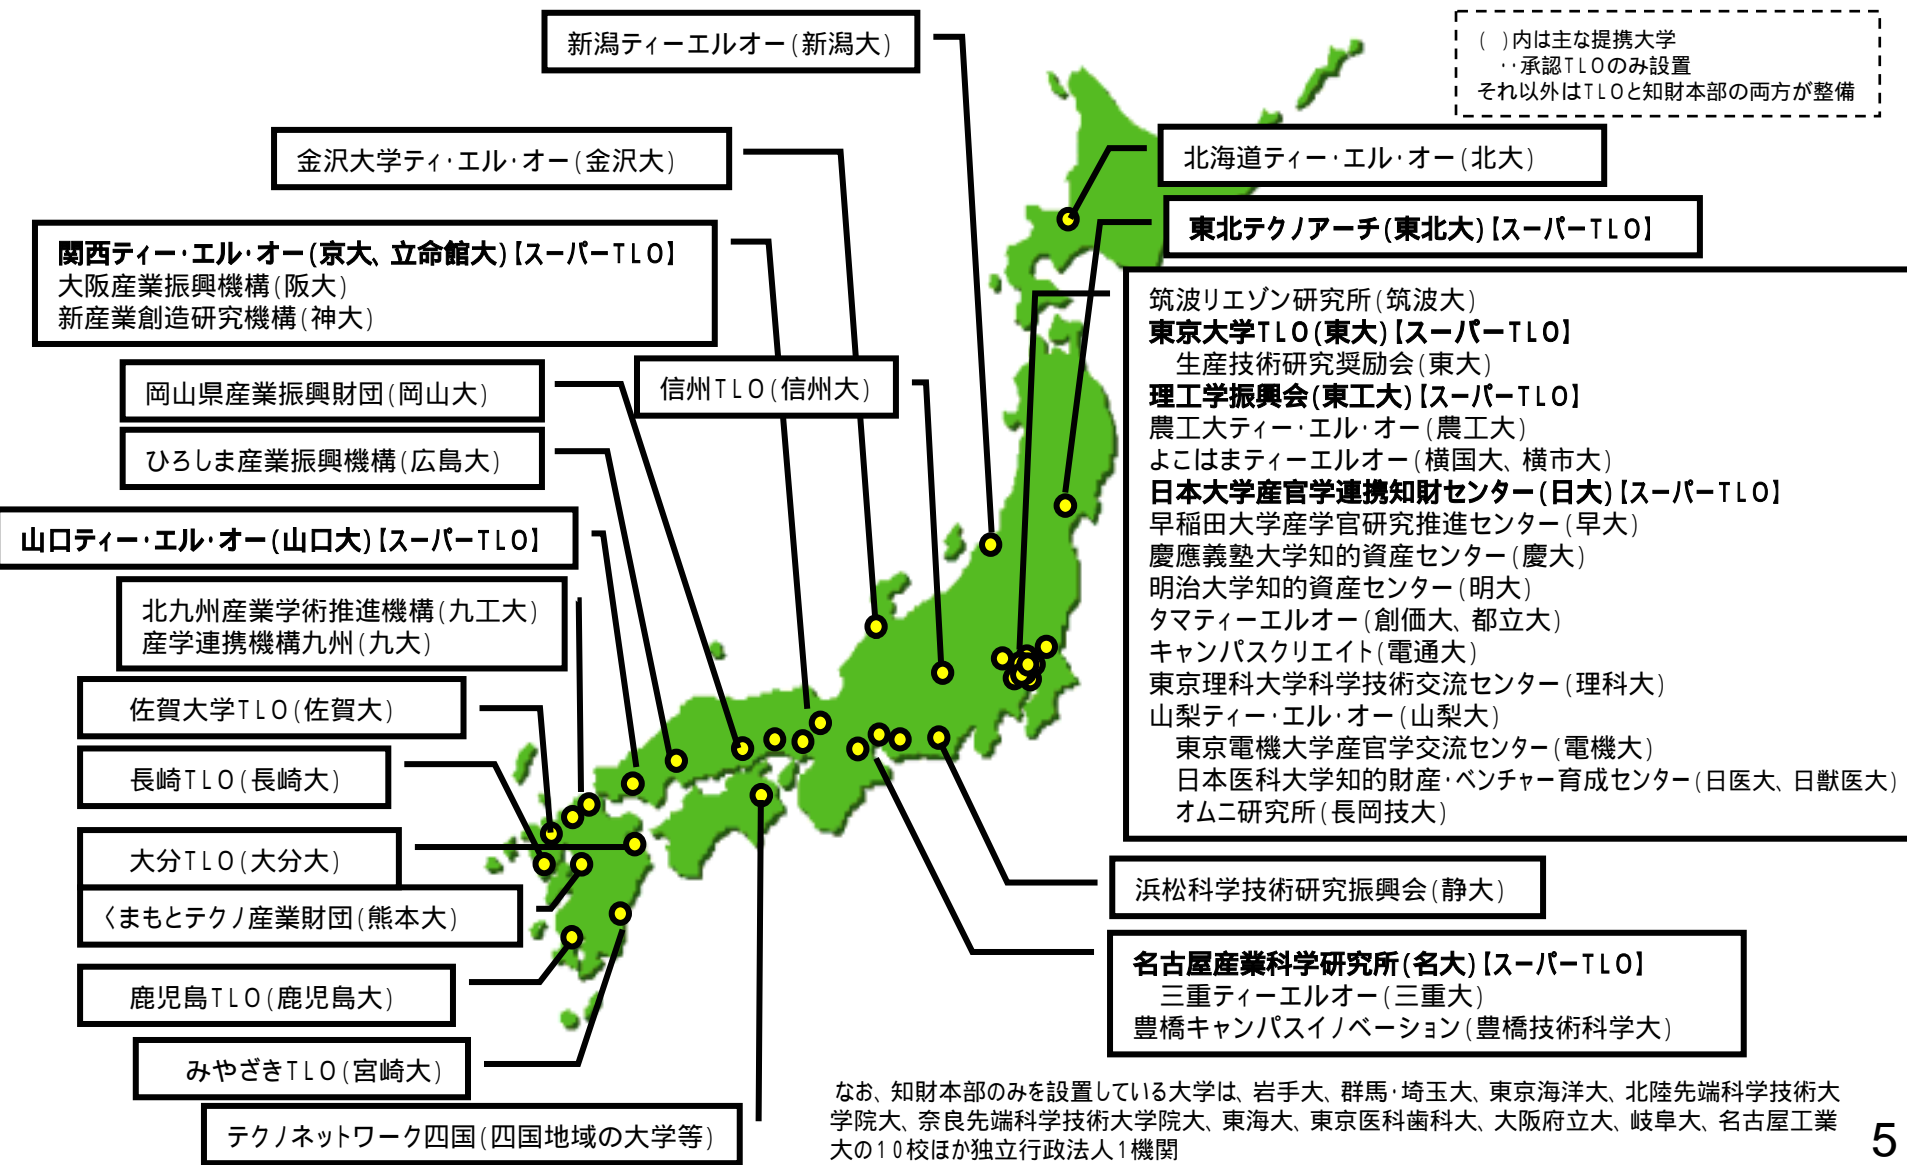 新潟ティーエルオー(新潟大)
( )内は主な提携大学
‥承認TLOのみ設置
それ以外はTLOと知財本部の両方が整備
金沢大学ティ・エル・オー(金沢大)
北海道ティー・エル・オー(北大)
東北テクノアーチ(東北大)【スーパーTLO】
関西ティー・エル・オー(京大、立命館大)【スーパーTLO】
大阪産業振興機構(阪大)
新産業創造研究機構(神大)
岡山県産業振興財団(岡山大)
信州TLO(信州大)
ひろしま産業振興機構(広島大)
山口ティー・エル・オー(山口大)【スーパーTLO】
北九州産業学術推進機構(九工大)
産学連携機構九州(九大)
佐賀大学TLO(佐賀大)
長崎TLO(長崎大)
大分TLO(大分大)
くまもとテクノ産業財団(熊本大)
鹿児島TLO(鹿児島大)
みやざきTLO(宮崎大)
テクノネットワーク四国(四国地域の大学等)
筑波リエゾン研究所(筑波大)
東京大学TLO(東大)【スーパーTLO】
生産技術研究奨励会(東大)
理工学振興会(東工大)【スーパーTLO】
農工大ティー・エル・オー(農工大)
よこはまティーエルオー(横国大、横市大)
日本大学産官学連携知財センター(日大)【スーパーTLO】
早稲田大学産学官研究推進センター(早大)
慶應義塾大学知的資産センター(慶大)
明治大学知的資産センター(明大)
タマティーエルオー(創価大、都立大)
キャンパスクリエイト(電通大)
東京理科大学科学技術交流センター(理科大)
山梨ティー・エル・オー(山梨大)
東京電機大学産官学交流センター(電機大)
日本医科大学知的財産・ベンチャー育成センター(日医大、日獣医大)
オムニ研究所(長岡技大)
浜松科学技術研究振興会(静大)
名古屋産業科学研究所(名大)【スーパーTLO】
三重ティーエルオー(三重大)
豊橋キャンパスイノベーション(豊橋技術科学大)
なお、知財本部のみを設置している大学は、岩手大、群馬・埼玉大、東京海洋大、北陸先端科学技術大
学院大、奈良先端科学技術大学院大、東海大、東京医科歯科大、大阪府立大、岐阜大、名古屋工業
大の10校ほか独立行政法人1機関
5